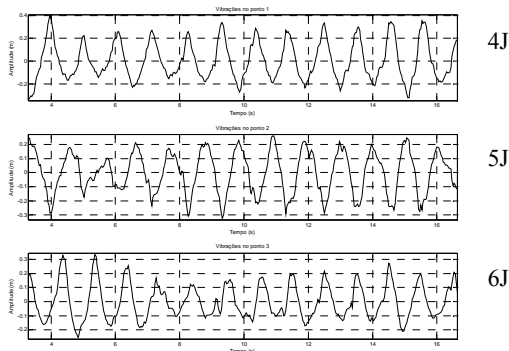 Vibrações no ponto 1
Amplitude (m)
0.4
0.2
0
-0.2
4 6 8 10 12 14 16
Tempo (s)
4J
Vibrações no ponto 2
Amplitude (m)
0.2
0.1
0
-0.1
-0.2
-0.3
4 6 8 10 12 14 16
Tempo (s)
5J
Vibrações no ponto 3
Amplitude (m)
0.3
0.2
0.1
0
-0.1
-0.2
4 6 8 10 12 14 16
Tempo (s)
6J